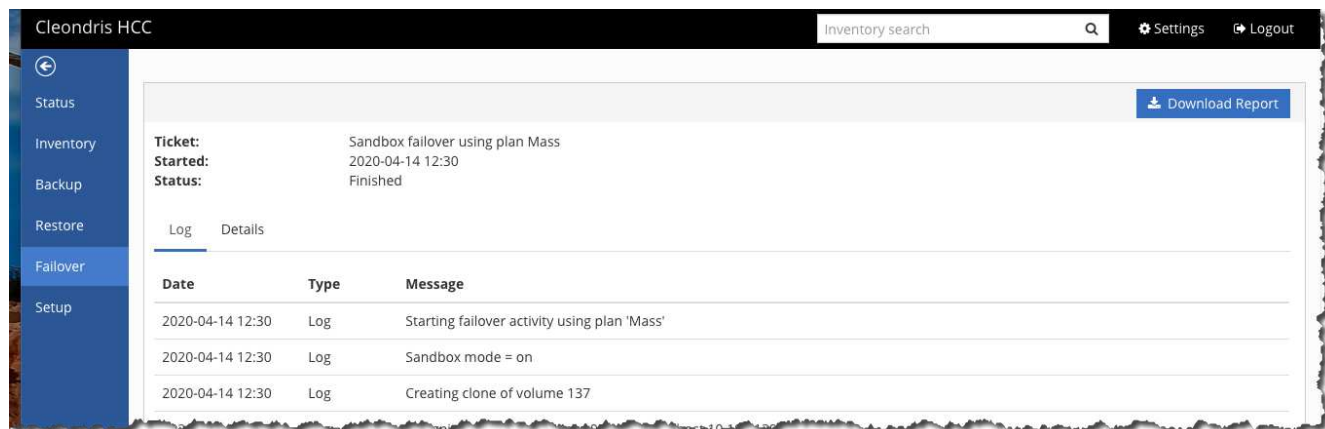 Cleondris HCC
Inventory search
Settings
Logout
Status
Inventory
Backup
Restore
Failover
Setup
Download Report
Ticket: Sandbox failover using plan Mass
Started: 2020-04-14 12:30
Status: Finished
Log Details
Date Type Message
2020-04-14 12:30 Log Starting failover activity using plan 'Mass'
2020-04-14 12:30 Log Sandbox mode = on
2020-04-14 12:30 Log Creating clone of volume 137